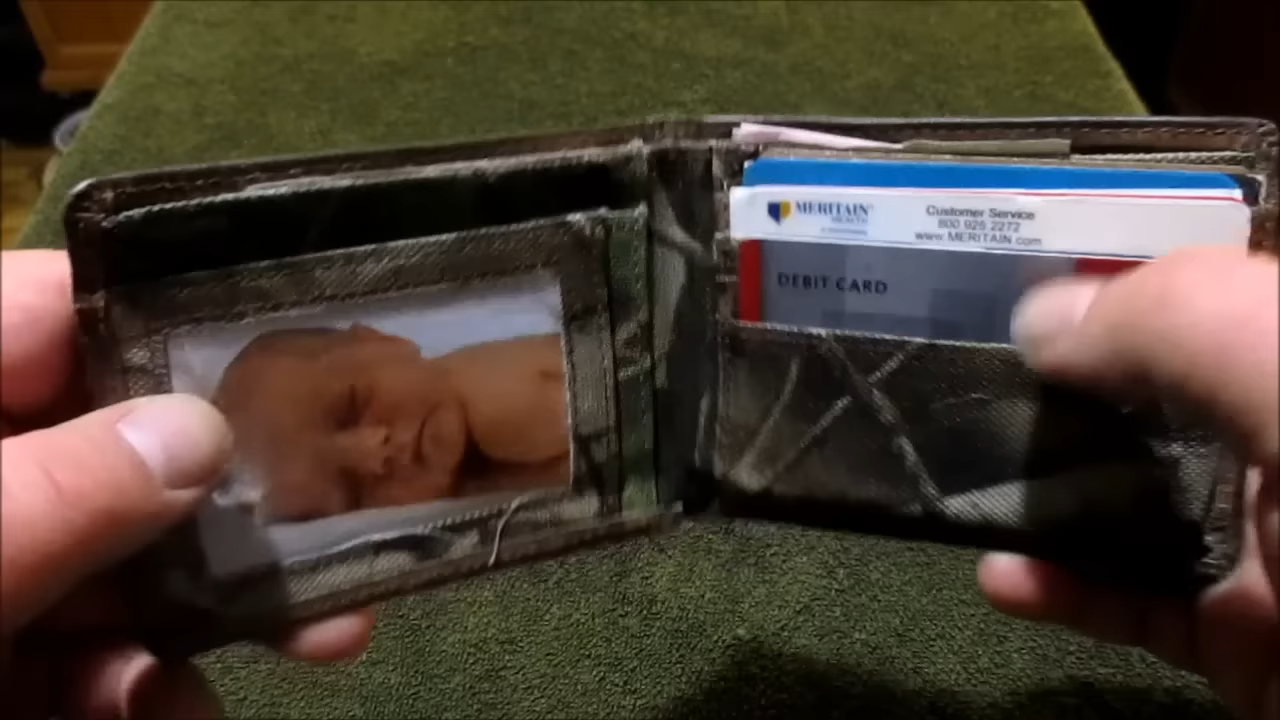 MERITAIN
HEALTH
Customer Service
800 925 2272
www.MERITAIN.com
DEBIT CARD